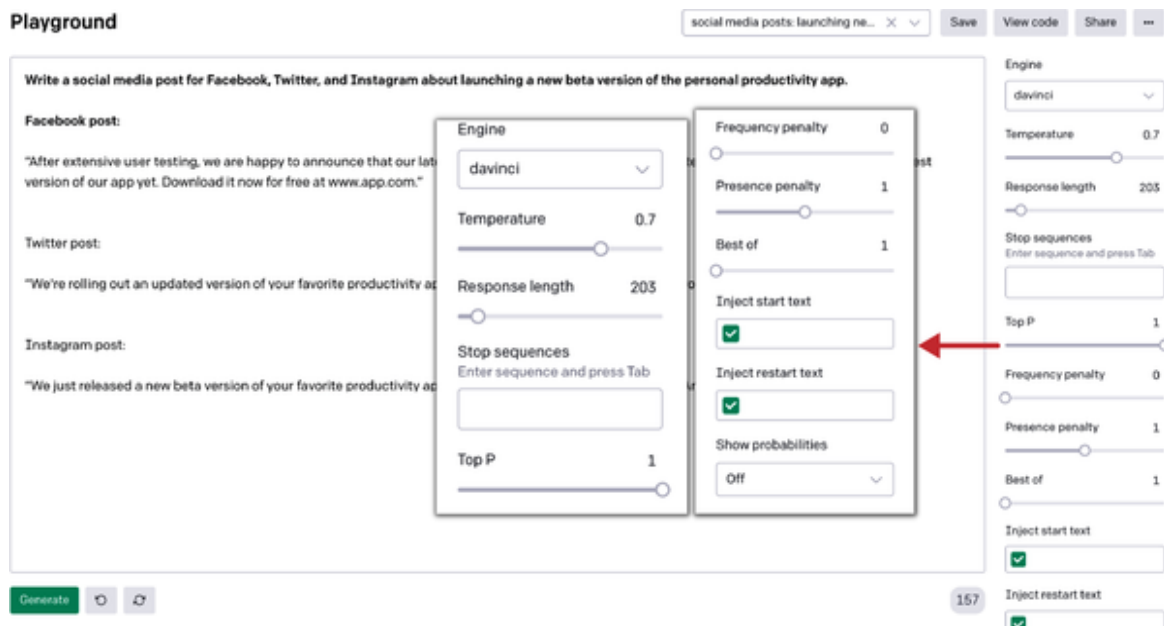 Playground
social media posts: launching ne...
Save
View code
Share
Write a social media post for Facebook, Twitter, and Instagram about launching a new beta version of the personal productivity app.
Facebook post:
"After extensive user testing, we are happy to announce that our
est
version of our app yet. Download it now for free at www.app.com."
Twitter post:
"We're rolling out an updated version of your favorite productivity
Instagram post:
"We just released a new beta version of your favorite productivity
Engine
davinci
Temperature 0.7
Response length 203
Stop sequences
Enter sequence and press Tab
Top P 1
Frequency penalty 0
Presence penalty 1
Best of 1
Inject start text
Inject restart text
Show probabilities
Off
Engine
davinci
Temperature 0.7
Response length 203
Stop sequences
Enter sequence and press Tab
Top P 1
Frequency penalty 0
Presence penalty 1
Best of 1
Inject start text
Inject restart text
Generate
157